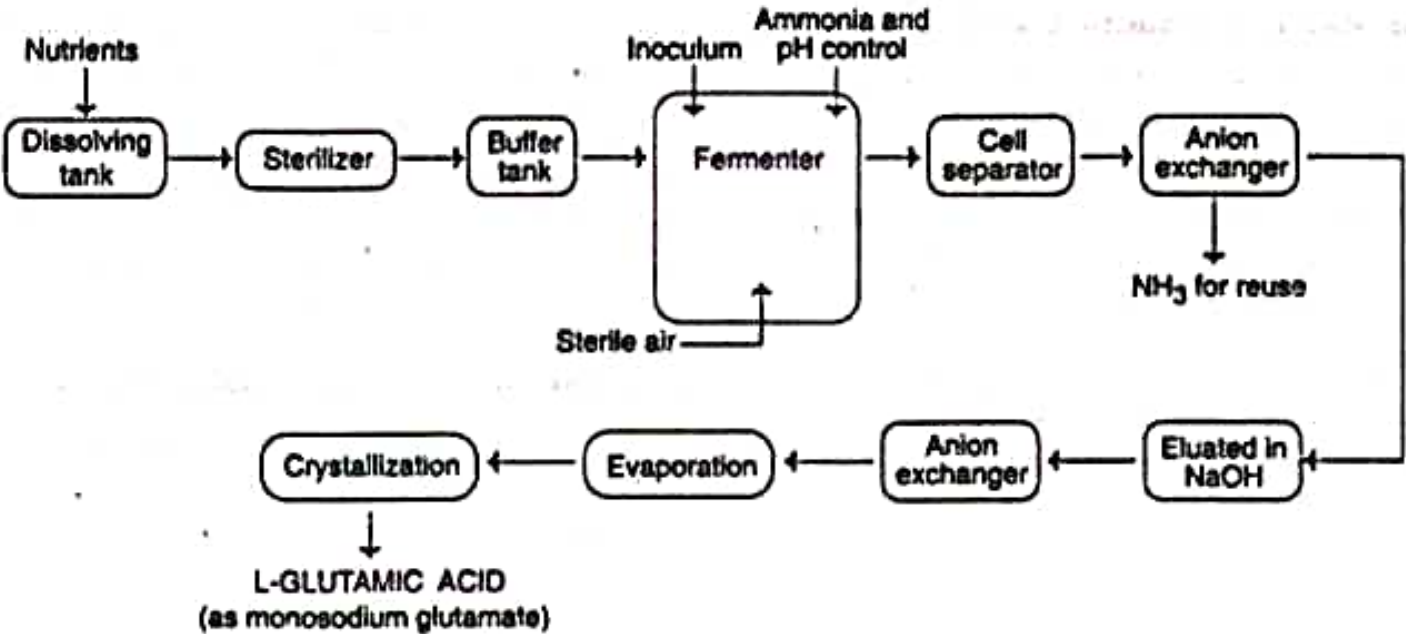 Nutrients
Inoculum
Ammonia and
pH control
Dissolving
tank
Sterilizer
Buffer
tank
Fermenter
Cell
separator
Anion
exchanger
NH₃ for reuse
Sterile air
Eluated in
NaOH
Anion
exchanger
Evaporation
Crystallization
L-GLUTAMIC ACID
(as monosodium glutamate)